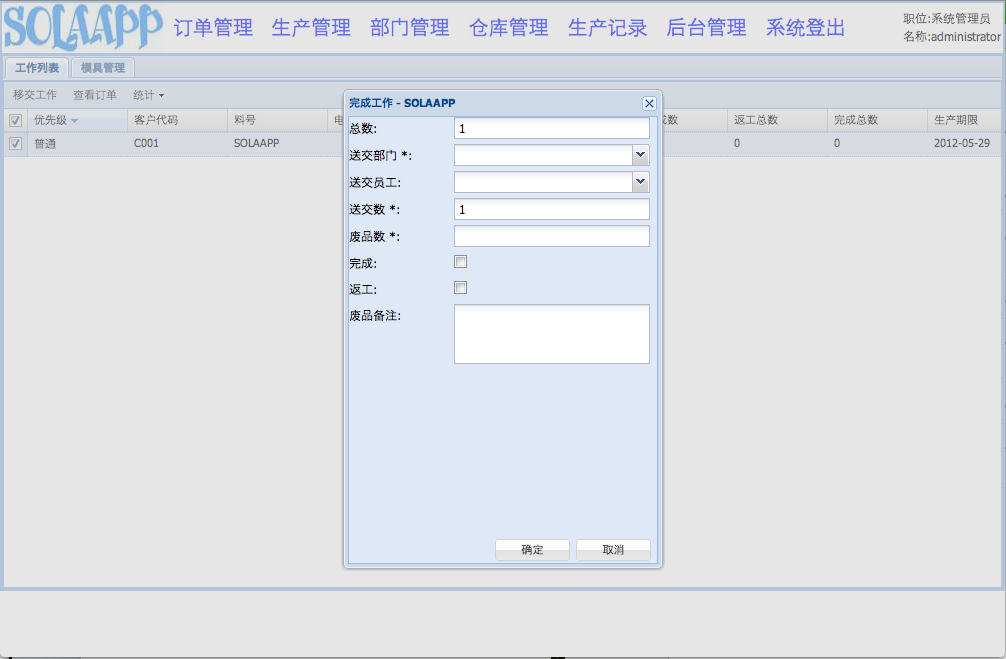 SOLAAPP
订单管理 生产管理 部门管理 仓库管理 生产记录 后台管理 系统登出
职位:系统管理员
名称:administrator
工作列表 模具管理
移交工作 查看订单 统计
优先级 客户代码 料号 返工总数 完成总数 生产期限
普通 C001 SOLAAPP 0 0 2012-05-29
完成工作 - SOLAAPP
总数: 1
送交部门 *:
送交员工:
送交数 *: 1
废品数 *:
完成:
返工:
废品备注:
确定 取消